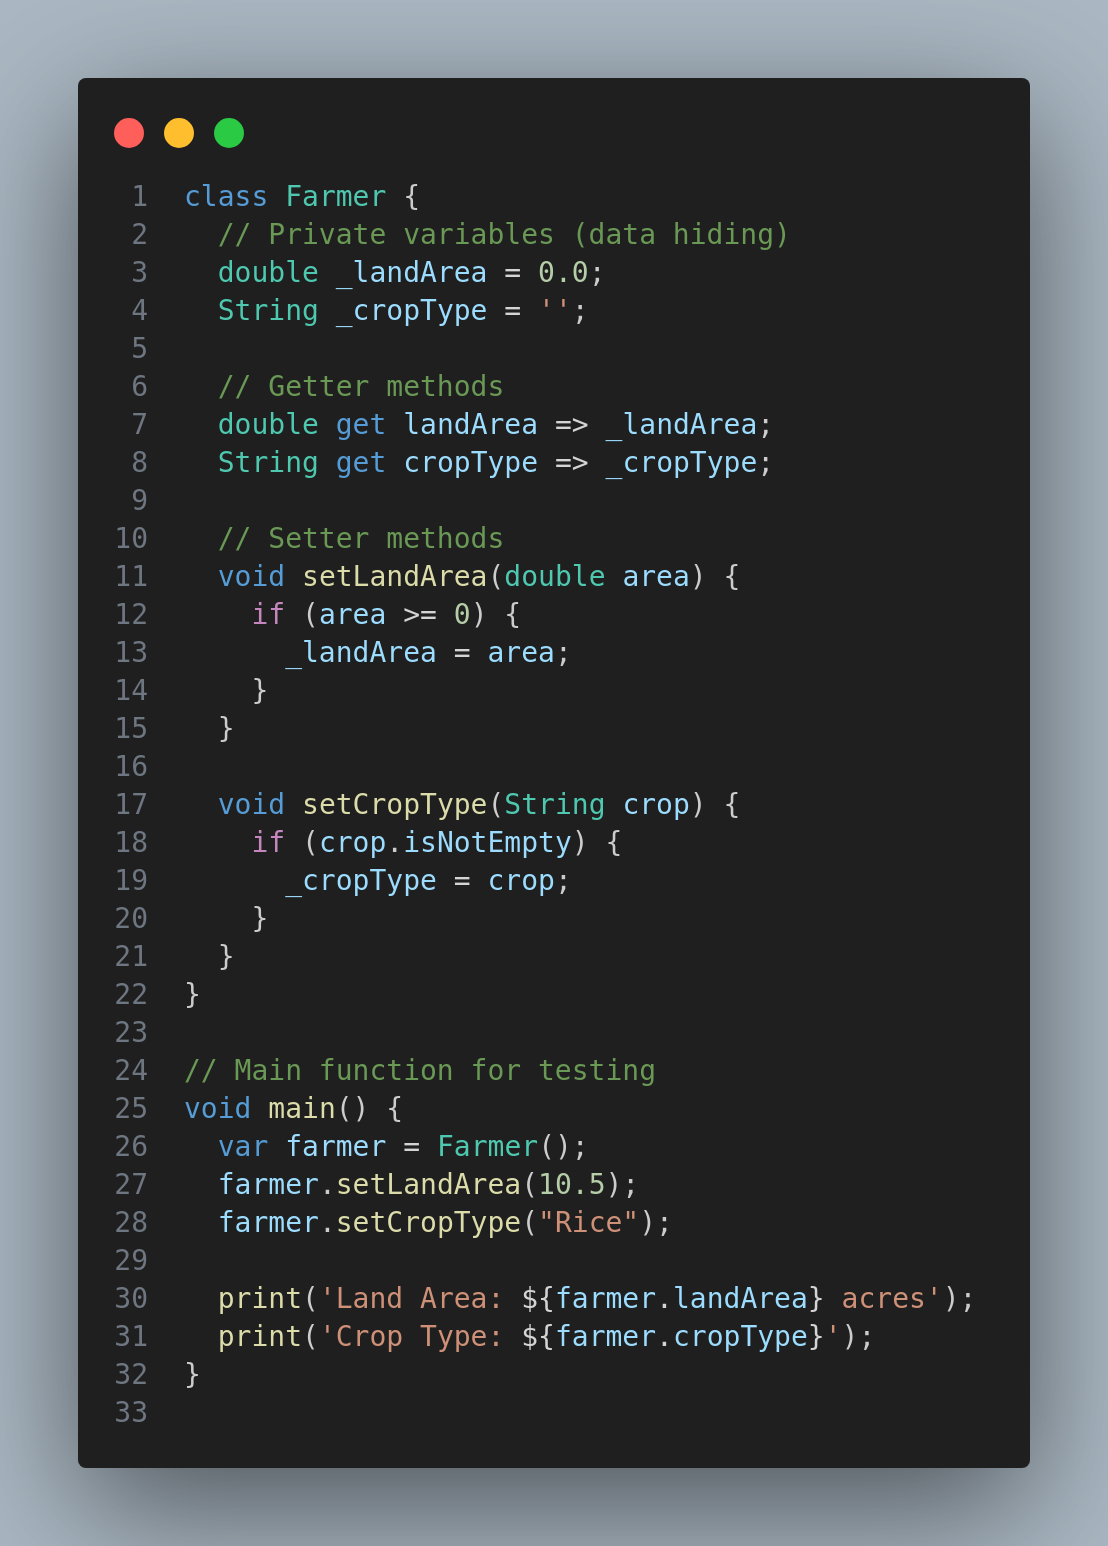 1 class Farmer {
2   // Private variables (data hiding)
3   double _landArea = 0.0;
4   String _cropType = '';
5
6   // Getter methods
7   double get landArea => _landArea;
8   String get cropType => _cropType;
9
10   // Setter methods
11   void setLandArea(double area) {
12     if (area >= 0) {
13       _landArea = area;
14     }
15   }
16
17   void setCropType(String crop) {
18     if (crop.isNotEmpty) {
19       _cropType = crop;
20     }
21   }
22 }
23
24 // Main function for testing
25 void main() {
26   var farmer = Farmer();
27   farmer.setLandArea(10.5);
28   farmer.setCropType("Rice");
29
30   print('Land Area: ${farmer.landArea} acres');
31   print('Crop Type: ${farmer.cropType}');
32 }
33